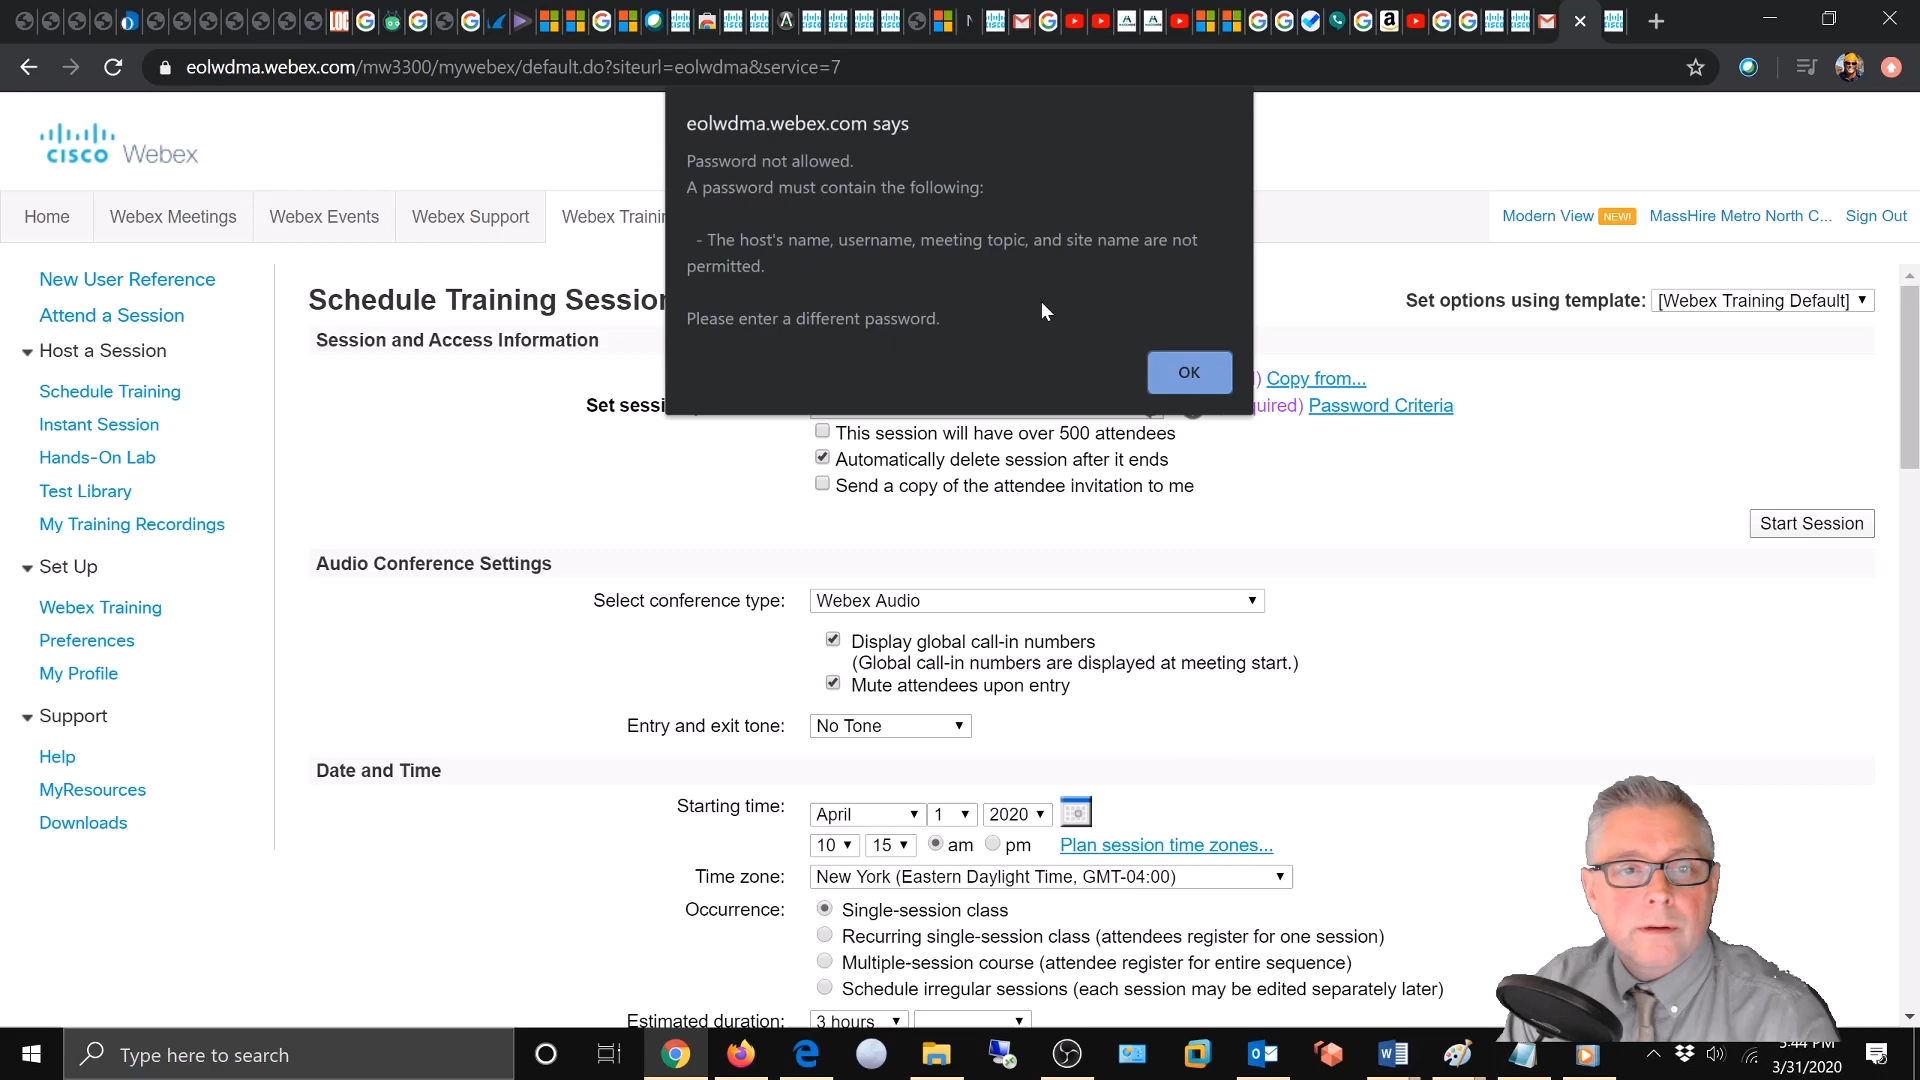 eolwdma.webex.com/mw3300/mywebex/default.do?siteurl=eolwdma&service=7
eolwdma.webex.com says
Password not allowed.
A password must contain the following:
- The host's name, username, meeting topic, and site name are not
permitted.
Please enter a different password.
OK
CISCO Webex
Home Webex Meetings Webex Events Webex Support Webex Traini
Modern View NEW! MassHire Metro North C... Sign Out
New User Reference
Attend a Session
Host a Session
Schedule Training
Instant Session
Hands-On Lab
Test Library
My Training Recordings
Set Up
Webex Training
Preferences
My Profile
Support
Help
MyResources
Downloads
Schedule Training Session
Set options using template: [Webex Training Default]
Session and Access Information
) Copy from...
Set sessi
uired) Password Criteria
This session will have over 500 attendees
Automatically delete session after it ends
Send a copy of the attendee invitation to me
Start Session
Audio Conference Settings
Select conference type: Webex Audio
Display global call-in numbers
(Global call-in numbers are displayed at meeting start.)
Mute attendees upon entry
Entry and exit tone: No Tone
Date and Time
Starting time: April 1 2020
10 15 am pm Plan session time zones...
Time zone: New York (Eastern Daylight Time, GMT-04:00)
Occurrence: Single-session class
Recurring single-session class (attendees register for one session)
Multiple-session course (attendee register for entire sequence)
Schedule irregular sessions (each session may be edited separately later)
Estimated duration: 3 hours
Type here to search
5:44 PM
3/31/2020